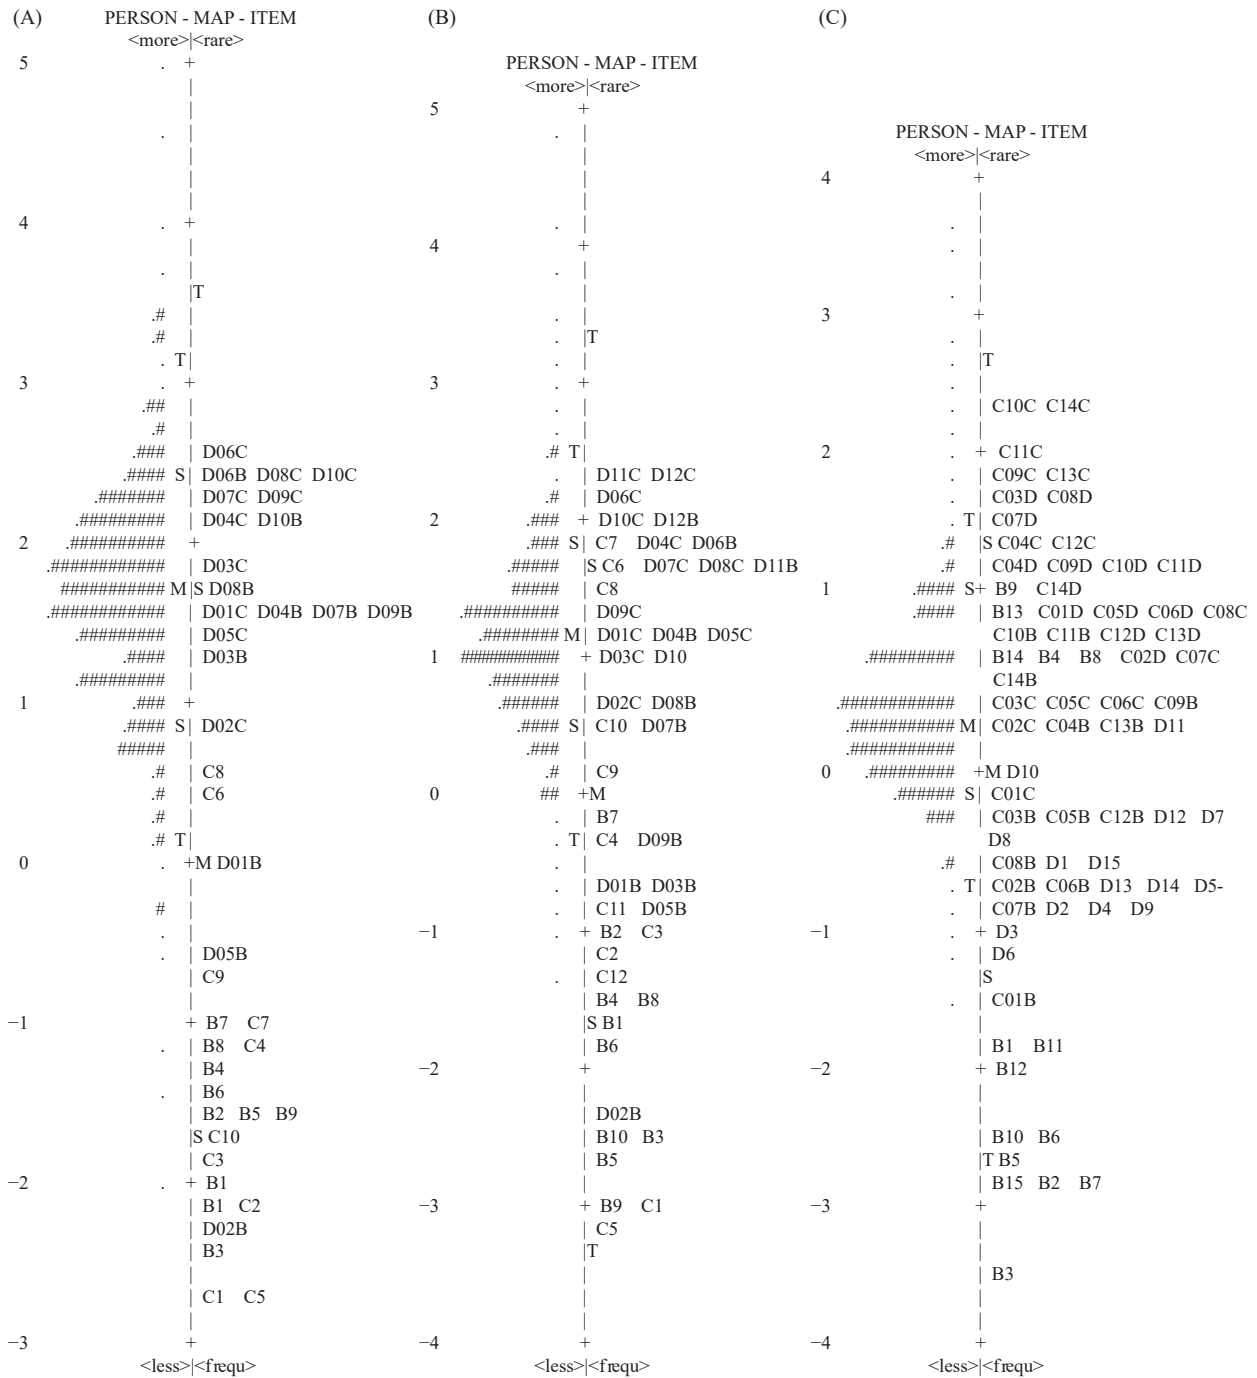 (A)
PERSON - MAP - ITEM
<more>|<rare>
5 . +
|
|
. |
|
|
|
4 . +
|
. |
|T
.# |
.# |
. T|
3 . +
.## |
.# |
.### | D06C
.#### S| D06B D08C D10C
.####### | D07C D09C
.######### | D04C D10B
2 .########## +
.############ | D03C
########### M|S D08B
.############ | D01C D04B D07B D09B
.######### | D05C
.#### | D03B
.######### |
1 .### +
.#### S| D02C
##### |
.# | C8
.# | C6
.# |
.# T|
0 . +M D01B
|
# |
. |
. | D05B
| C9
|
−1 + B7 C7
. | B8 C4
| B4
. | B6
| B2 B5 B9
|S C10
| C3
−2 . + B1
| B1 C2
| D02B
| B3
|
| C1 C5
|
−3 +
<less>|<frequ>
(B)
PERSON - MAP - ITEM
<more>|<rare>
5 +
. |
|
|
|
. |
4 +
. |
. |
. |
. |T
. |
3 . +
. |
. |
.# T|
. | D11C D12C
.# | D06C
2 .### + D10C D12B
.### S| C7 D04C D06B
.##### |S C6 D07C D08C D11B
##### | C8
.########## | D09C
.######## M| D01C D04B D05C
1 ############ + D03C D10
.####### |
.###### | D02C D08B
.#### S| C10 D07B
.### |
.# | C9
0 ## +M
. | B7
. T| C4 D09B
|
. | D01B D03B
. | C11 D05B
−1 . + B2 C3
| C2
. | C12
| B4 B8
|S B1
| B6
−2 +
|
| D02B
| B10 B3
| B5
|
−3 + B9 C1
| C5
|T
|
|
|
−4 +
<less>|<frequ>
(C)
PERSON - MAP - ITEM
<more>|<rare>
4 +
|
. |
. |
|
. |
3 +
. |
. |T
. |
. | C10C C14C
. |
2 . + C11C
. | C09C C13C
. | C03D C08D
. T| C07D
.# |S C04C C12C
.# | C04D C09D C10D C11D
1 .#### S+ B9 C14D
.#### | B13 C01D C05D C06D C08C
C10B C11B C12D C13D
.######### | B14 B4 B8 C02D C07C
C14B
.############ | C03C C05C C06C C09B
.########### M| C02C C04B C13B D11
.########### |
0 .######### +M D10
.###### S| C01C
### | C03B C05B C12B D12 D7
D8
.# | C08B D1 D15
. T| C02B C06B D13 D14 D5-
. | C07B D2 D4 D9
−1 . + D3
. | D6
|S
. | C01B
|
| B1 B11
−2 + B12
|
|
| B10 B6
|T B5
| B15 B2 B7
−3 +
|
|
| B3
|
|
−4 +
<less>|<frequ>